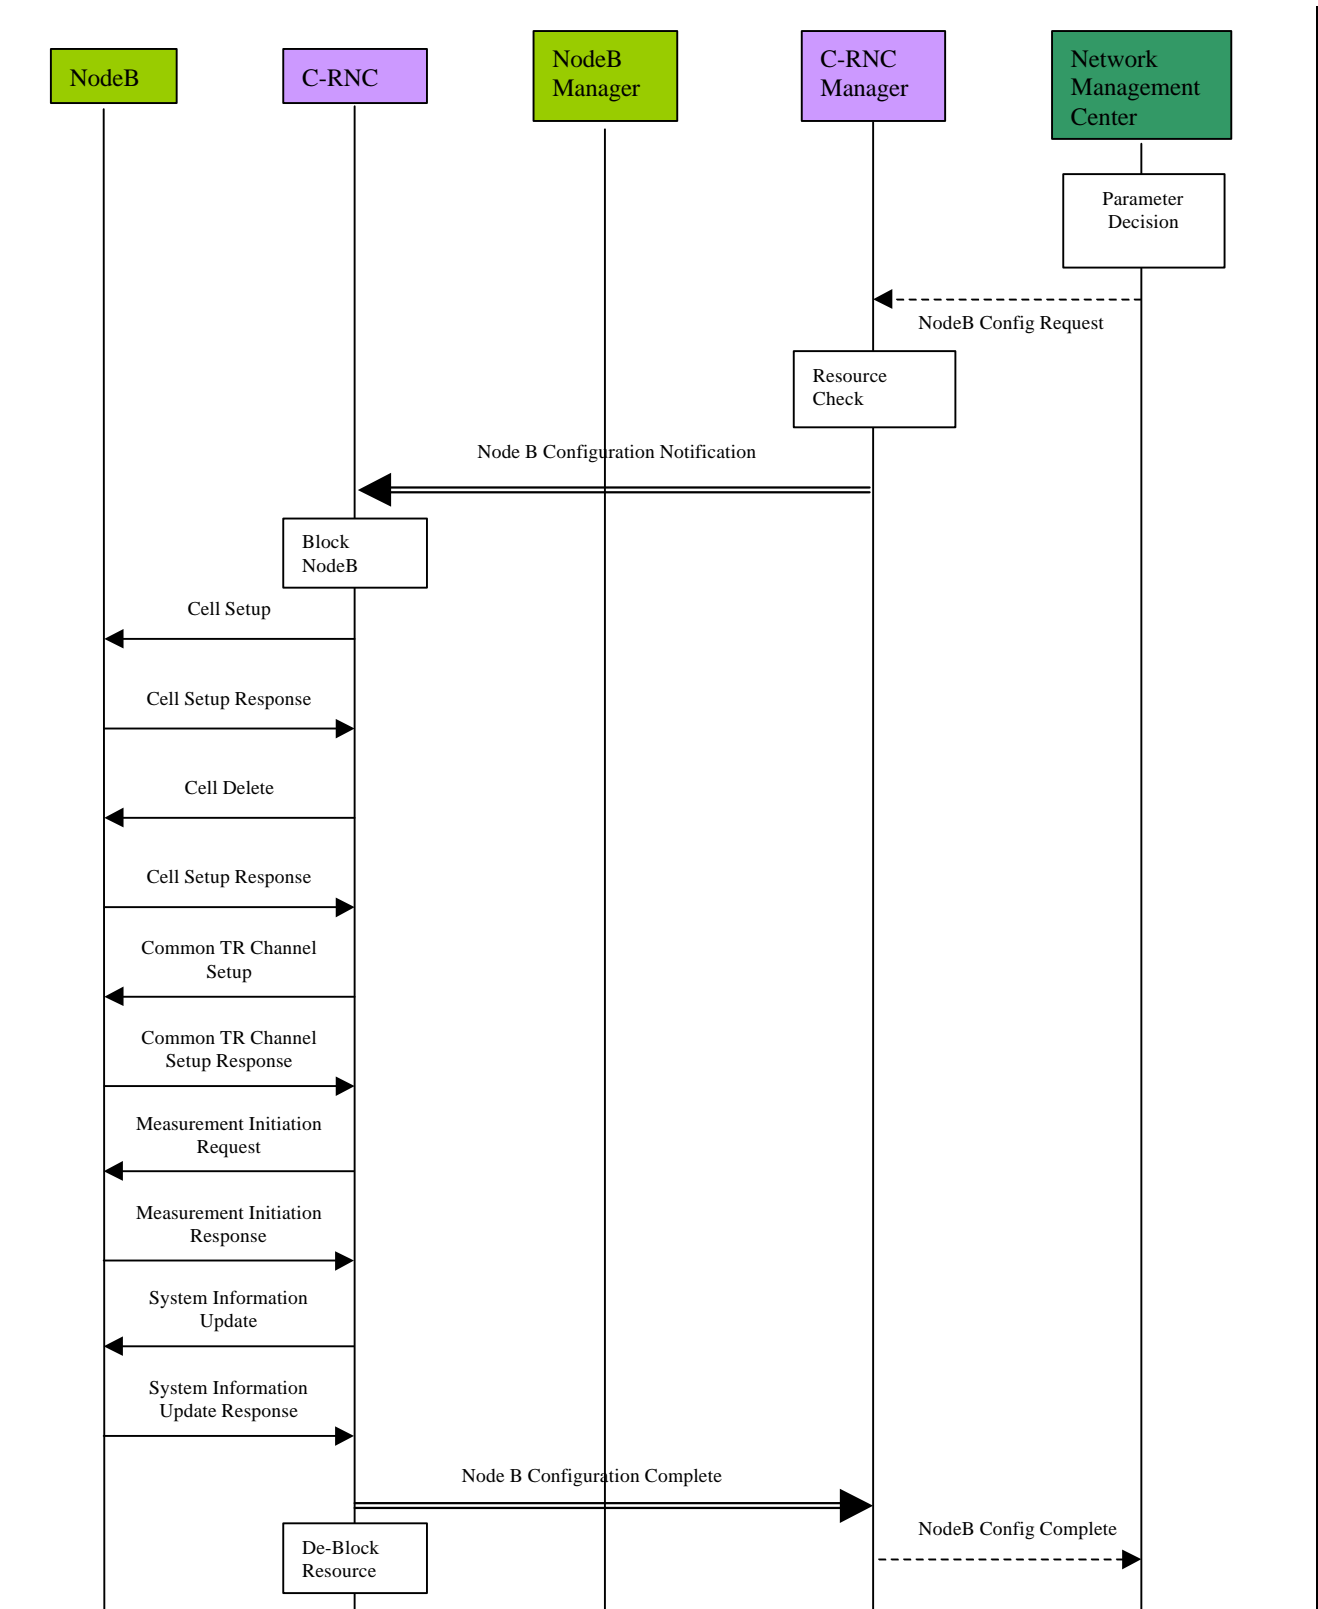 NodeB
C-RNC
NodeB
Manager
C-RNC
Manager
Network
Management
Center
Parameter
Decision
NodeB Config Request
Resource
Check
Node B Configuration Notification
Block
NodeB
Cell Setup
Cell Setup Response
Cell Delete
Cell Setup Response
Common TR Channel
Setup
Common TR Channel
Setup Response
Measurement Initiation
Request
Measurement Initiation
Response
System Information
Update
System Information
Update Response
Node B Configuration Complete
NodeB Config Complete
De-Block
Resource